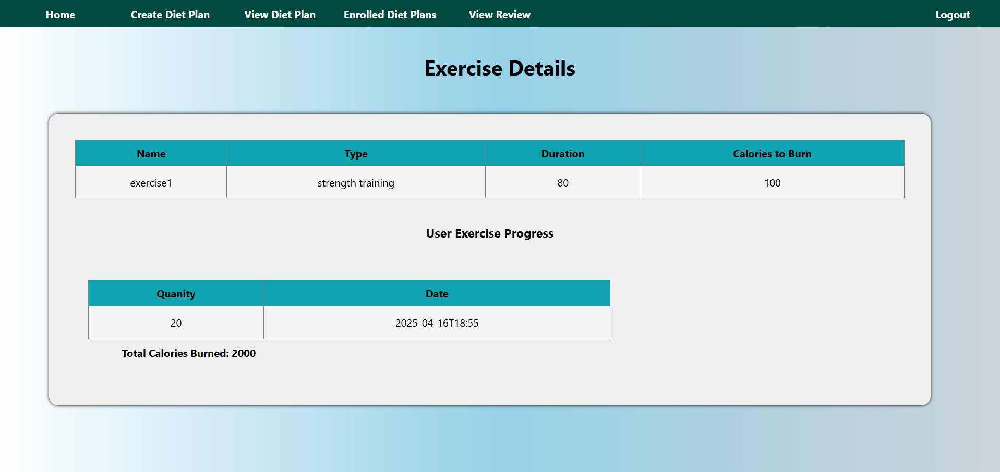 Home Create Diet Plan View Diet Plan Enrolled Diet Plans View Review Logout
Exercise Details
Name Type Duration Calories to Burn
exercise1 strength training 80 100
User Exercise Progress
Quanity Date
20 2025-04-16T18:55
Total Calories Burned: 2000